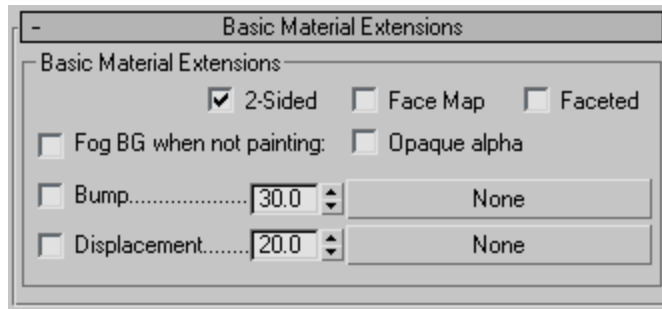 - Basic Material Extensions
Basic Material Extensions
2-Sided Face Map Faceted
Fog BG when not painting: Opaque alpha
Bump.................... 30.0 None
Displacement........ 20.0 None